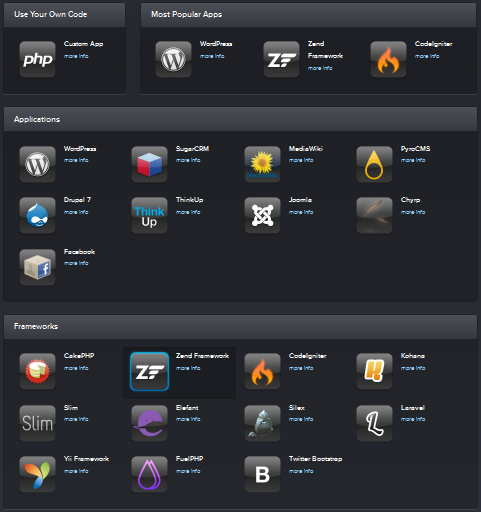 Use Your Own Code
php
Custom App
more info
Most Popular Apps
WordPress
more info
ZF
Zend
Framework
more info
CodeIgniter
more info
Applications
WordPress
more info
SugarCRM
more info
MediaWiki
more info
PyroCMS
more info
Drupal 7
more info
Think
Up
ThinkUp
more info
Joomla
more info
Chyrp
more info
Facebook
more info
Frameworks
CakePHP
more info
ZF
Zend Framework
more info
CodeIgniter
more info
K
Kohana
more info
Slim
Slim
more info
e
Elefant
more info
Silex
more info
L
Laravel
more info
Yii Framework
more info
FuelPHP
more info
B
Twitter Bootstrap
more info